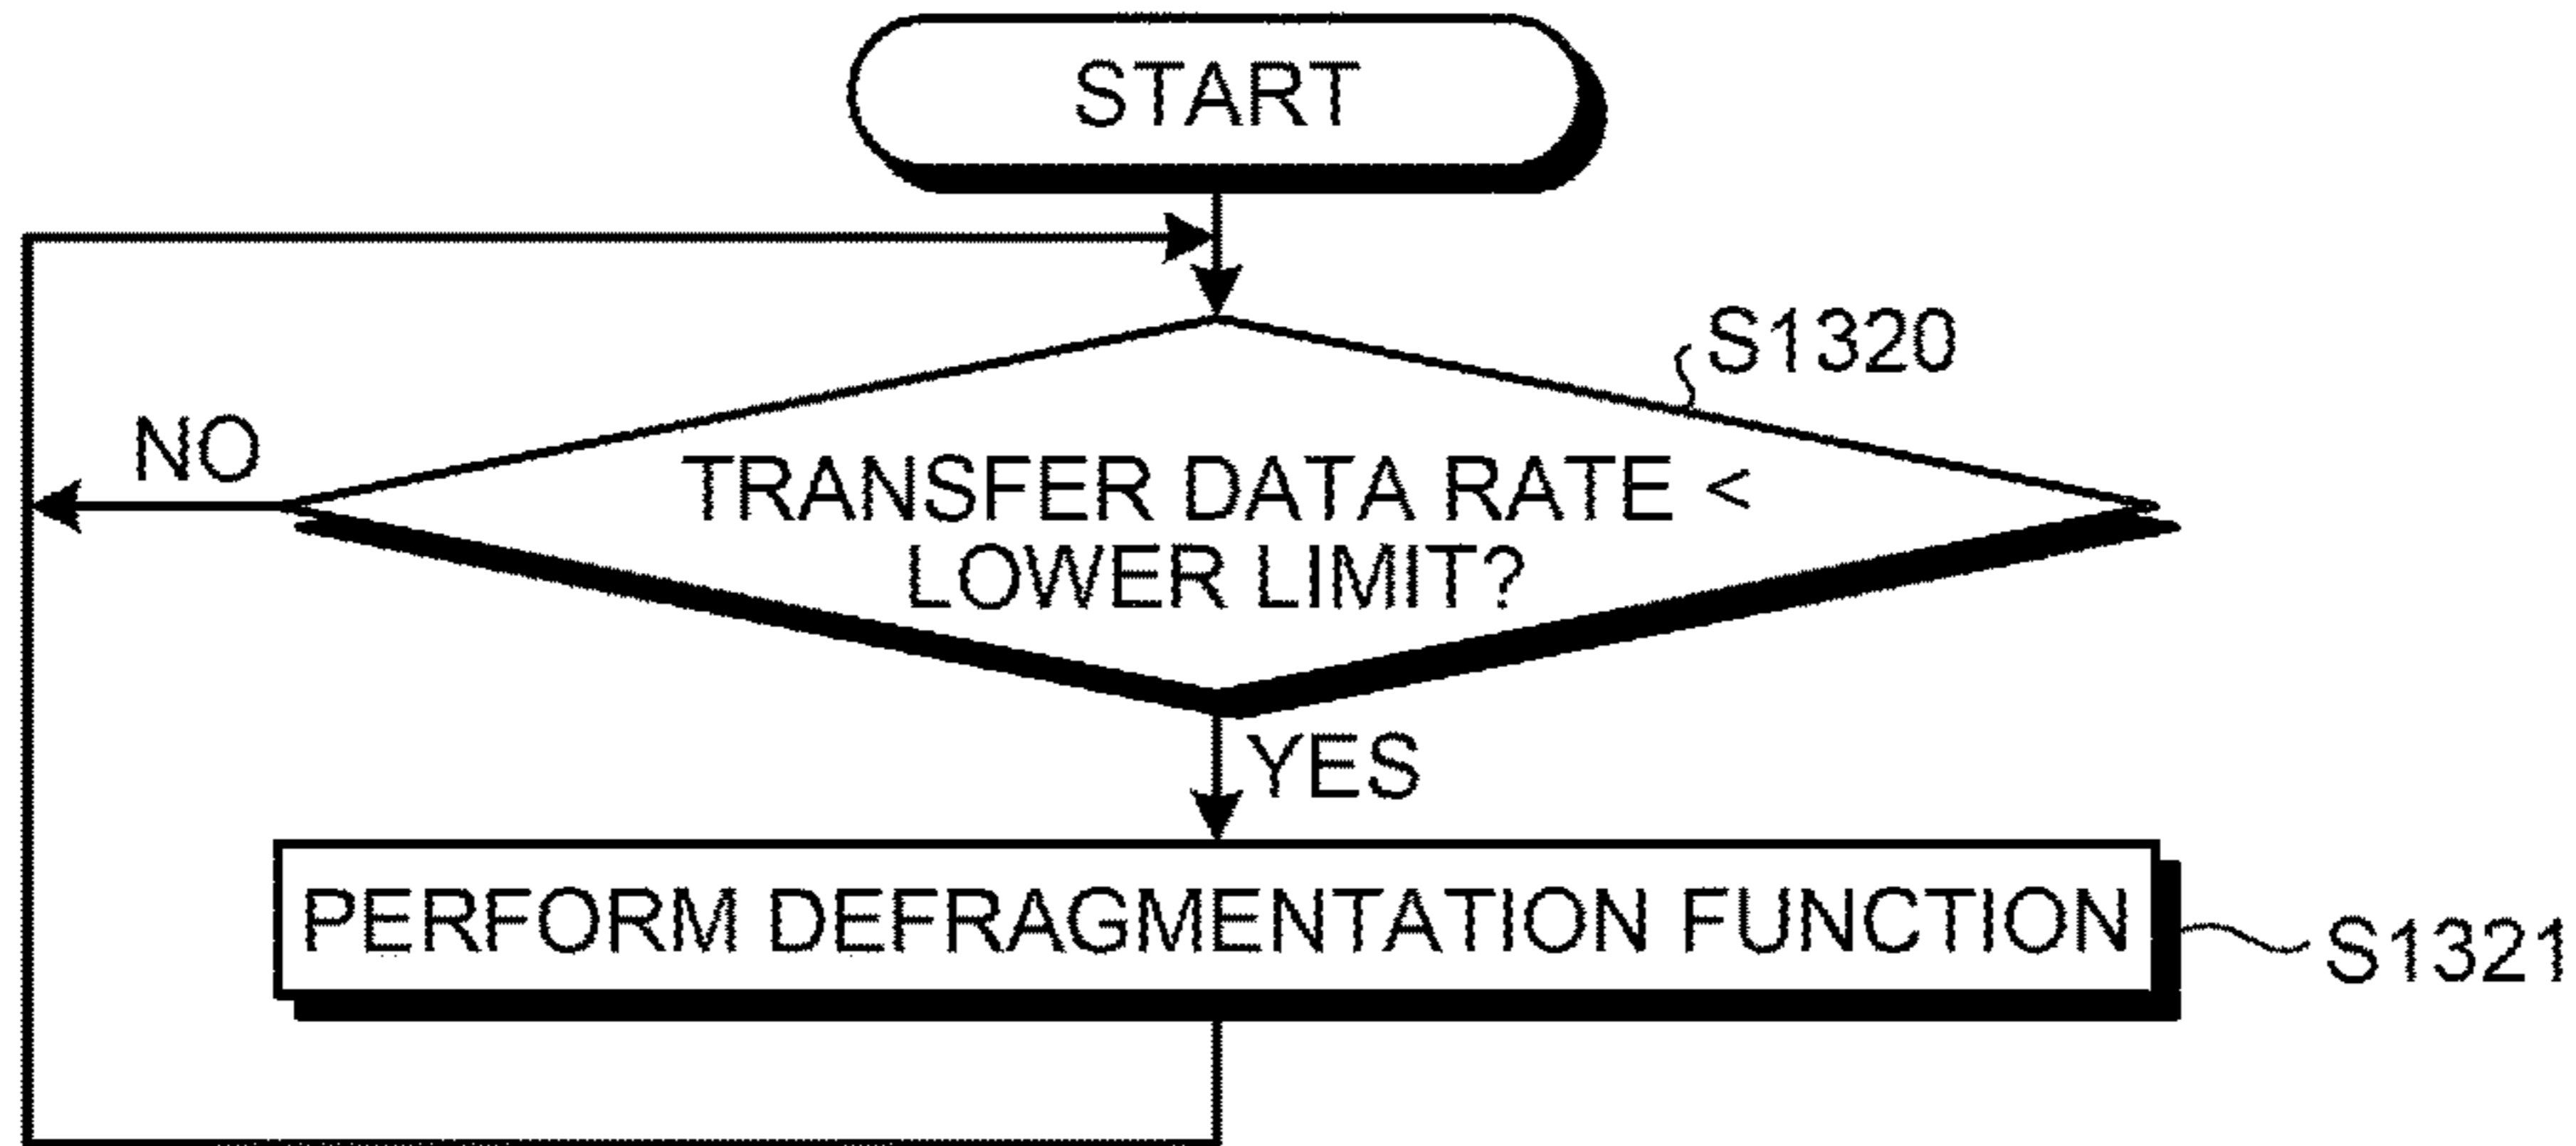 START
S1320
NO
TRANSFER DATA RATE <
LOWER LIMIT?
YES
PERFORM DEFRAGMENTATION FUNCTION
S1321